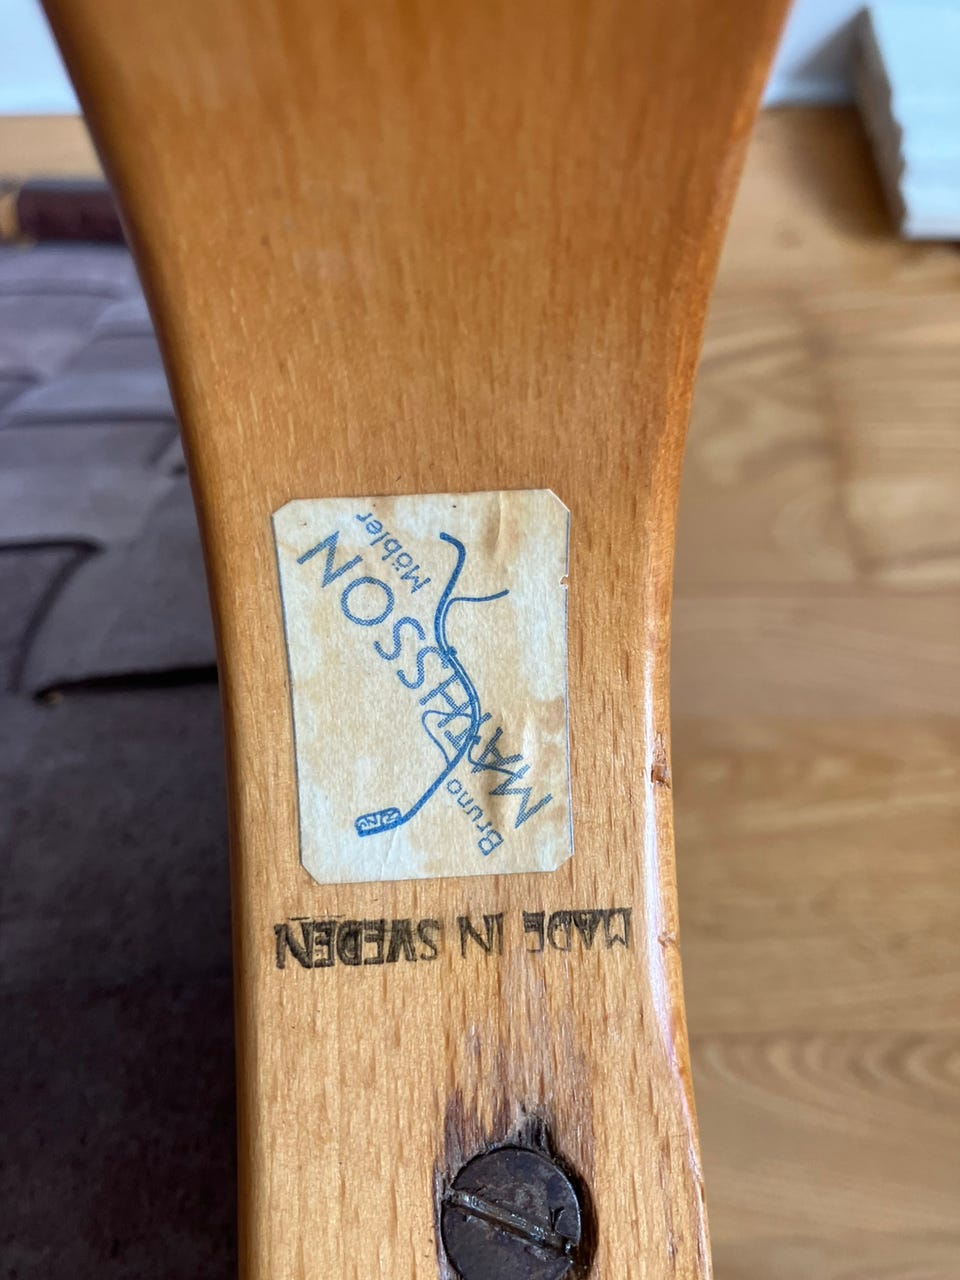 Bruno
MATHSSON
Möbler
MADE IN SWEDEN